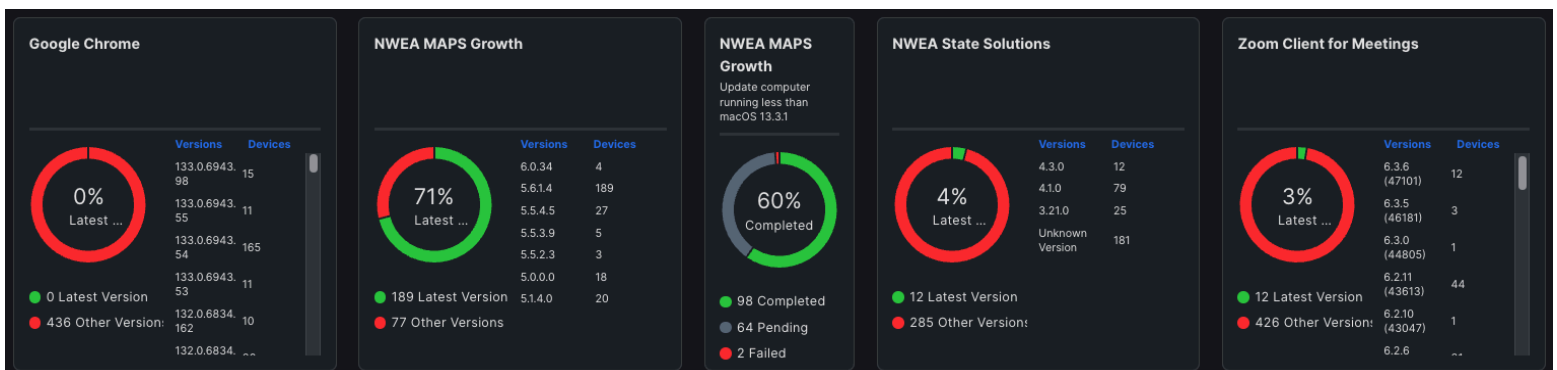 Google Chrome
0%
Latest ...
0 Latest Version
436 Other Version
Versions Devices
133.0.6943.
98 15
133.0.6943.
55 11
133.0.6943.
54 165
133.0.6943.
53 11
132.0.6834.
162 10
132.0.6834.
NWEA MAPS Growth
71%
Latest ...
189 Latest Version
77 Other Versions
Versions Devices
6.0.34 4
5.6.1.4 189
5.5.4.5 27
5.5.3.9 5
5.5.2.3 3
5.0.0.0 18
5.1.4.0 20
NWEA MAPS
Growth
Update computer
running less than
macOS 13.3.1
60%
Completed
98 Completed
64 Pending
2 Failed
NWEA State Solutions
4%
Latest ...
12 Latest Version
285 Other Versions
Versions Devices
4.3.0 12
4.1.0 79
3.21.0 25
Unknown
Version 181
Zoom Client for Meetings
3%
Latest ...
12 Latest Version
426 Other Version
Versions Devices
6.3.6
(47101) 12
6.3.5
(46181) 3
6.3.0
(44805) 1
6.2.11
(43613) 44
6.2.10
(43047) 1
6.2.6